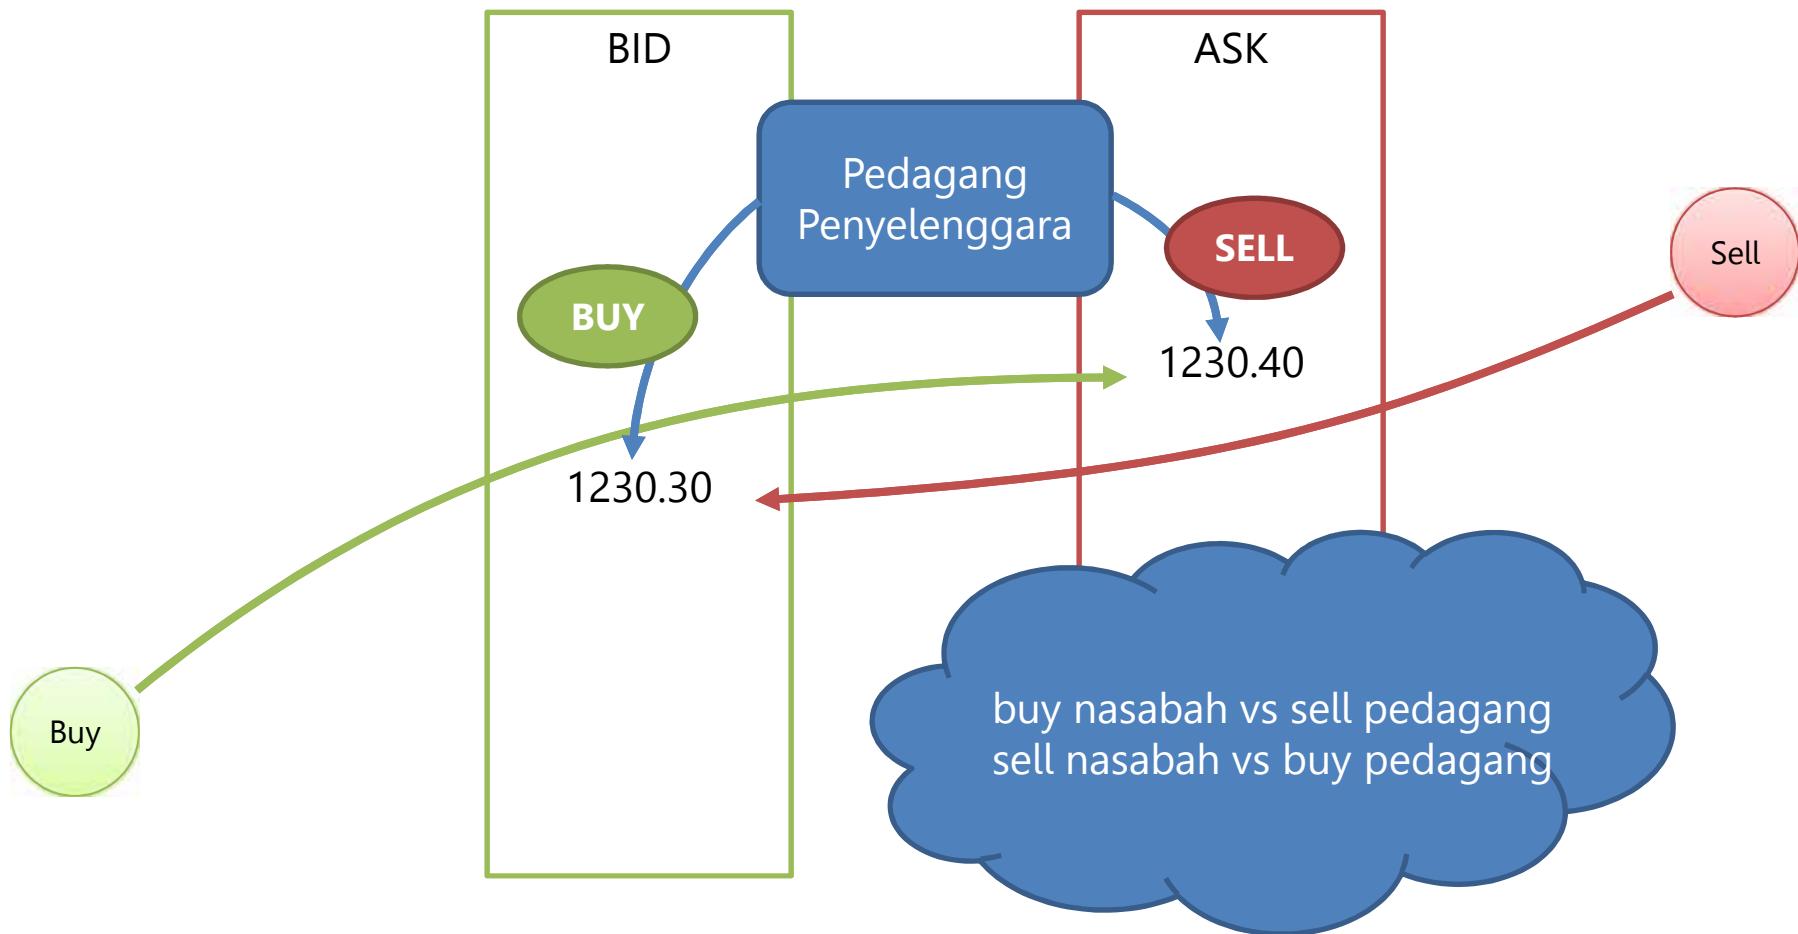 BID
ASK
Pedagang
Penyelenggara
BUY
SELL
Sell
1230.40
1230.30
Buy
buy nasabah vs sell pedagang
sell nasabah vs buy pedagang